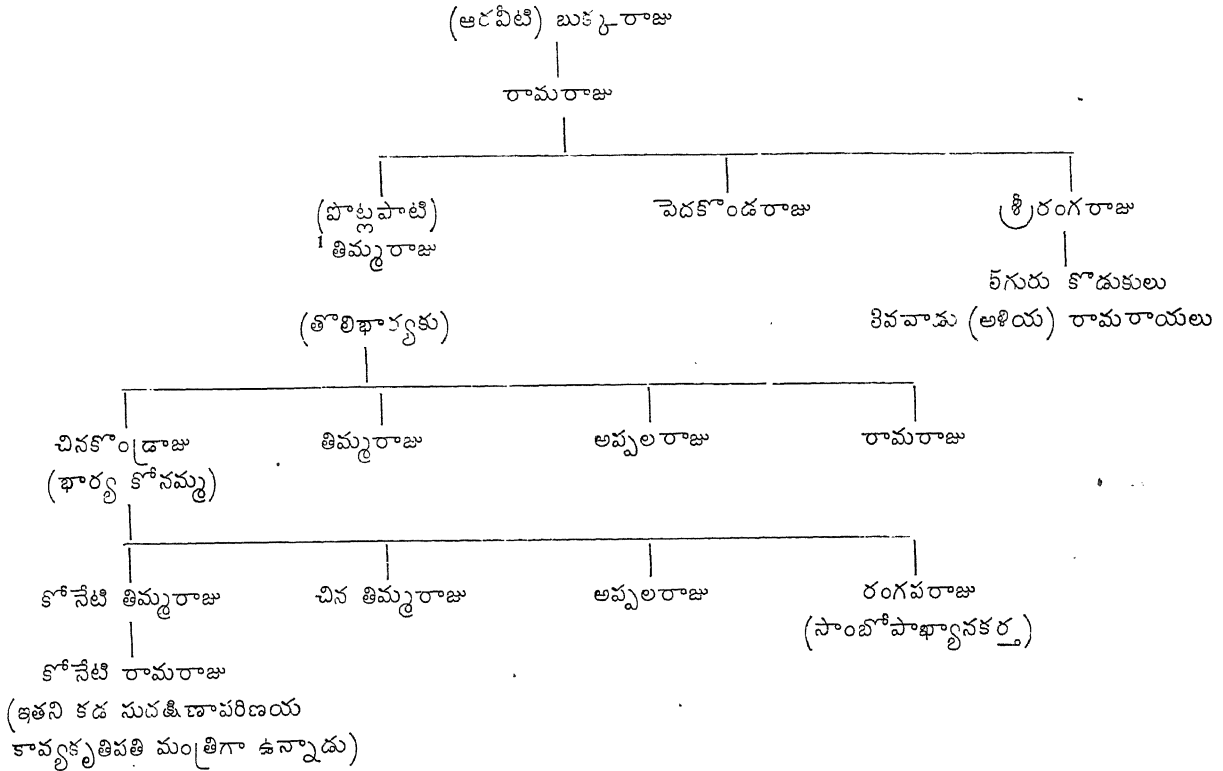 (ఆరవీటి) బుక్కరాజు
రామరాజు
(పొట్లపాటి) పెదకొండరాజు శ్రీరంగరాజు
1 తిమ్మరాజు
5గురు కొడుకులు
(తొలిభార్యకు) 3వవాడు (అళియ) రామరాయలు
చినకొండ్రాజు తిమ్మరాజు అప్పలరాజు రామరాజు
(భార్య కోనమ్మ)
కోనేటి తిమ్మరాజు చిన తిమ్మరాజు అప్పలరాజు రంగపరాజు
(సాంబోపాఖ్యానకర్త)
కోనేటి రామరాజు
(ఇతని కడ సుదక్షిణాపరిణయ
కావ్యకృతిపతి మంత్రిగా ఉన్నాడు)